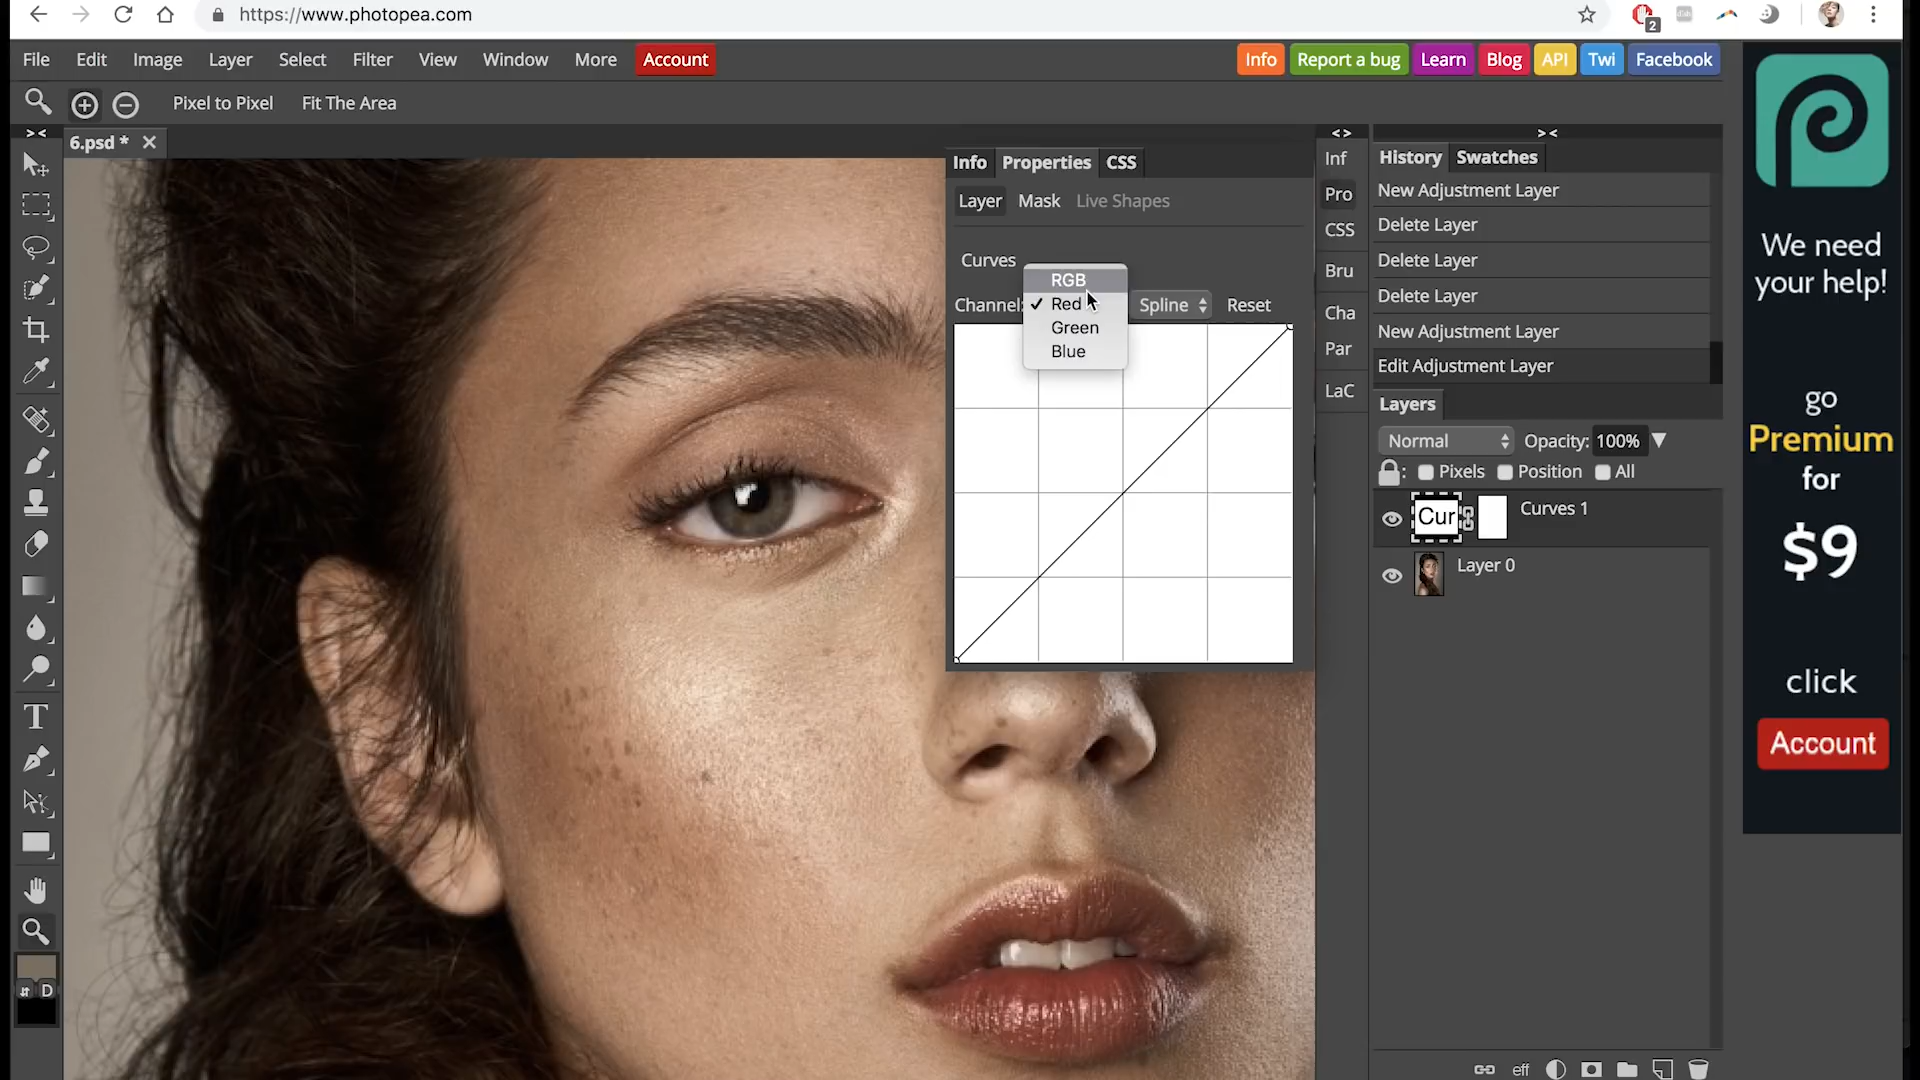 https://www.photopea.com
2
File Edit Image Layer Select Filter View Window More Account
Info Report a bug Learn Blog API Twi Facebook
Pixel to Pixel Fit The Area
6.psd *
Info Properties CSS
Layer Mask Live Shapes
Curves
Channel:
RGB
Red
Green
Blue
Spline
Reset
Inf
Pro
CSS
Bru
Cha
Par
LaC
History Swatches
New Adjustment Layer
Delete Layer
Delete Layer
Delete Layer
New Adjustment Layer
Edit Adjustment Layer
Layers
Normal Opacity: 100%
: Pixels Position All
Cur Curves 1
Layer 0
eff
T
D
We need
your help!
go
Premium
for
$9
click
Account